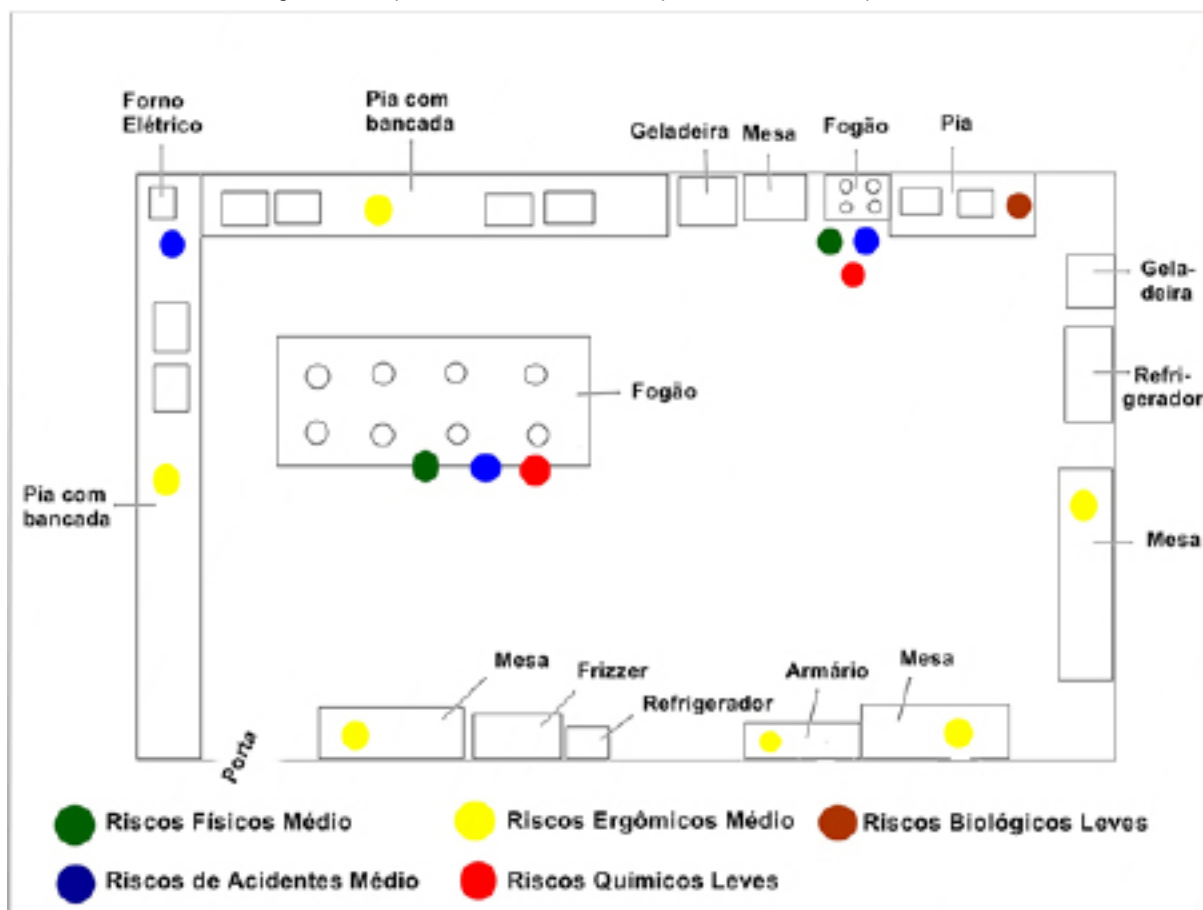 Forno
Elétrico
Pia com
bancada
Geladeira
Mesa
Fogão
Pia
Gela-
deira
Refri-
gerador
Fogão
Pia com
bancada
Mesa
Mesa
Frizzer
Refrigerador
Armário
Mesa
Porta
Riscos Físicos Médio
Riscos Ergômicos Médio
Riscos Biológicos Leves
Riscos de Acidentes Médio
Riscos Químicos Leves